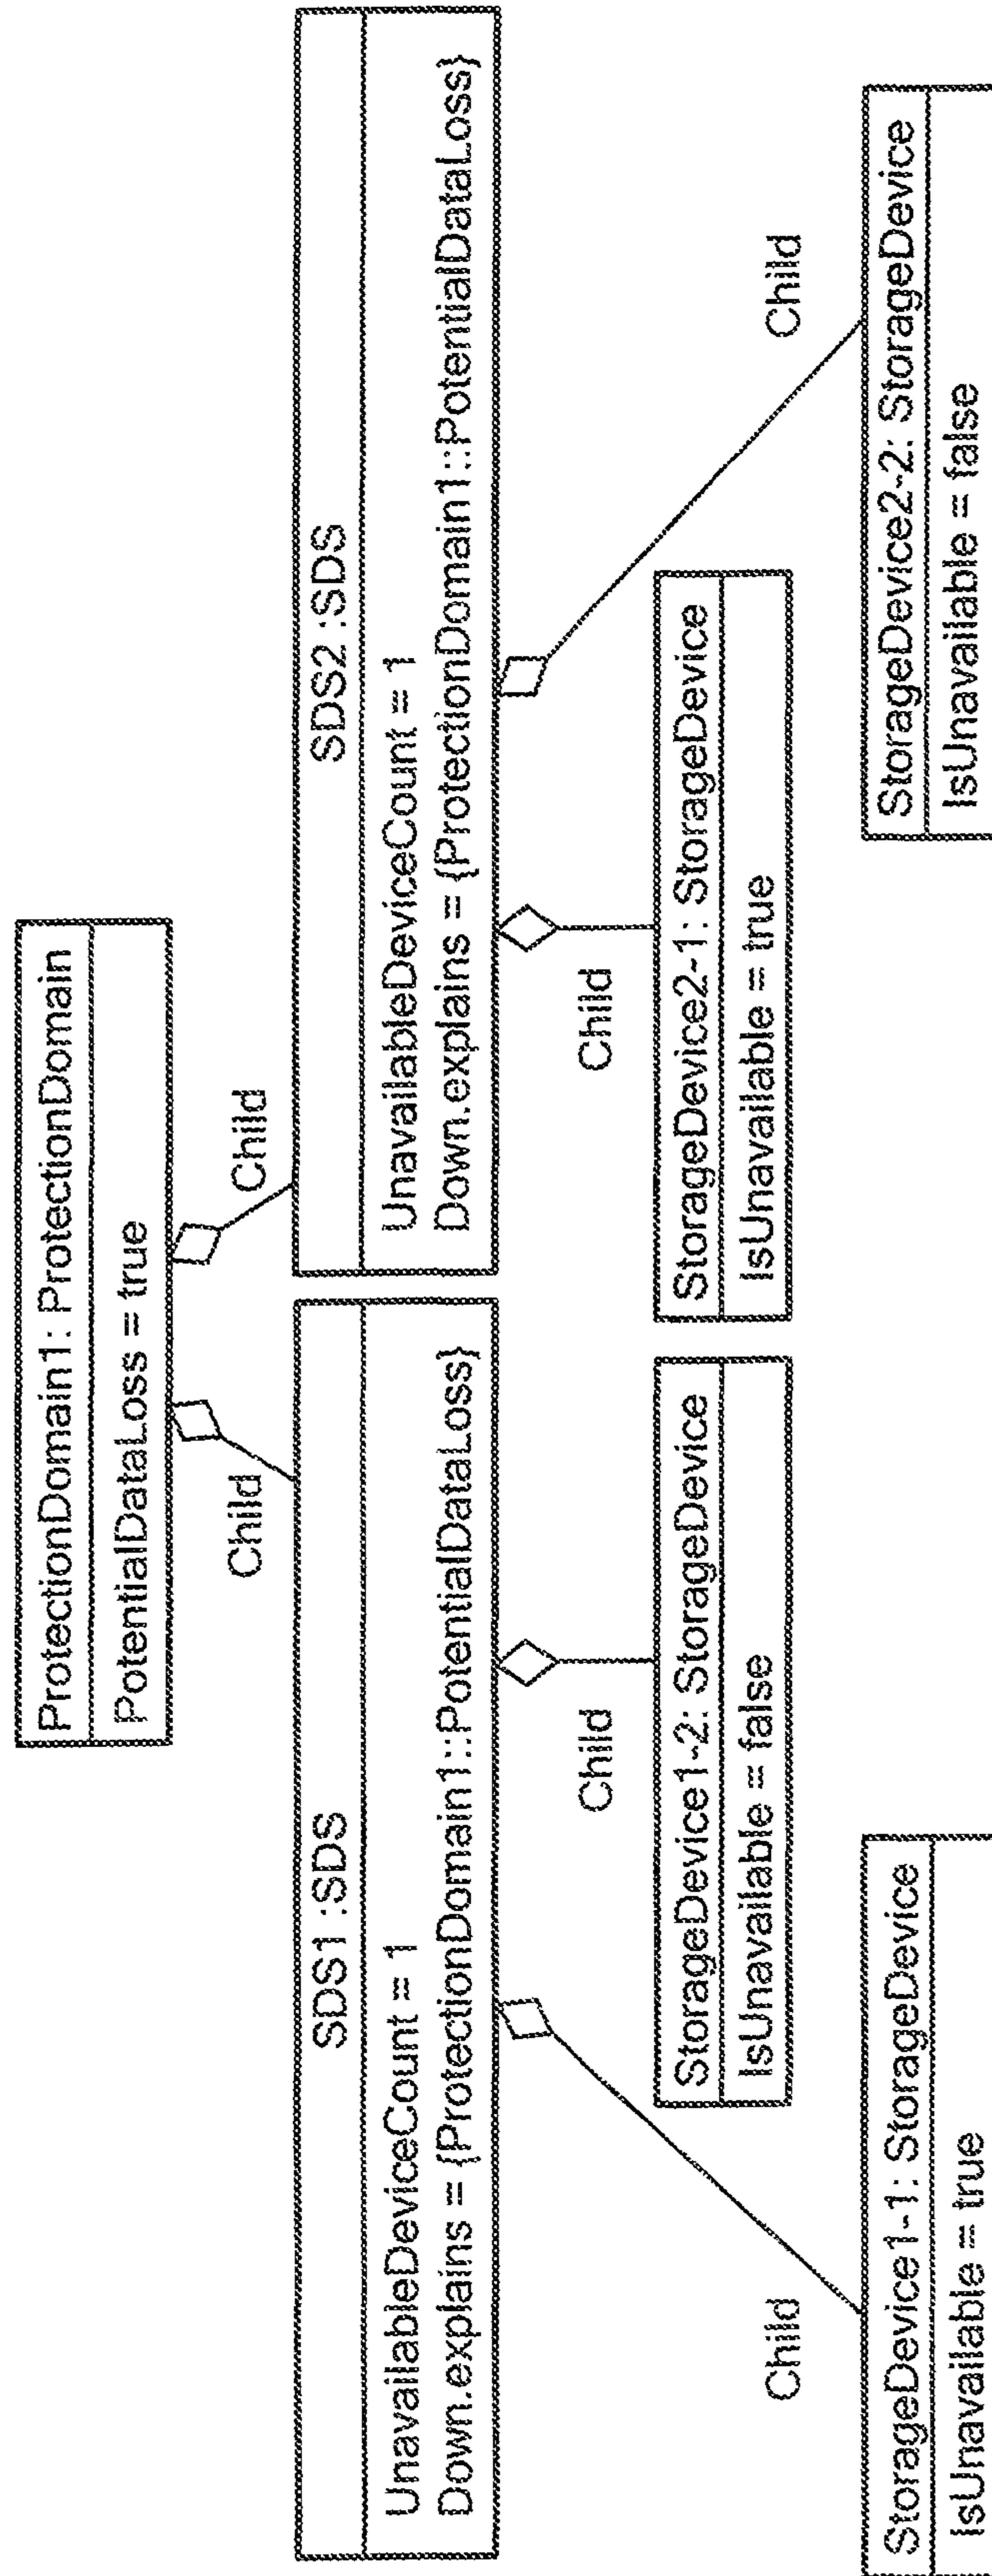 ProtectionDomain1: ProtectionDomain
PotentialDataLoss = true
Child
Child
SDS1 :SDS
UnavailableDeviceCount = 1
Down.explains = {ProtectionDomain1::PotentialDataLoss}
SDS2 :SDS
UnavailableDeviceCount = 1
Down.explains = {ProtectionDomain1::PotentialDataLoss}
Child
Child
Child
Child
StorageDevice1-2: StorageDevice
IsUnavailable = false
StorageDevice2-1: StorageDevice
IsUnavailable = true
StorageDevice1-1: StorageDevice
IsUnavailable = true
StorageDevice2-2: StorageDevice
IsUnavailable = false